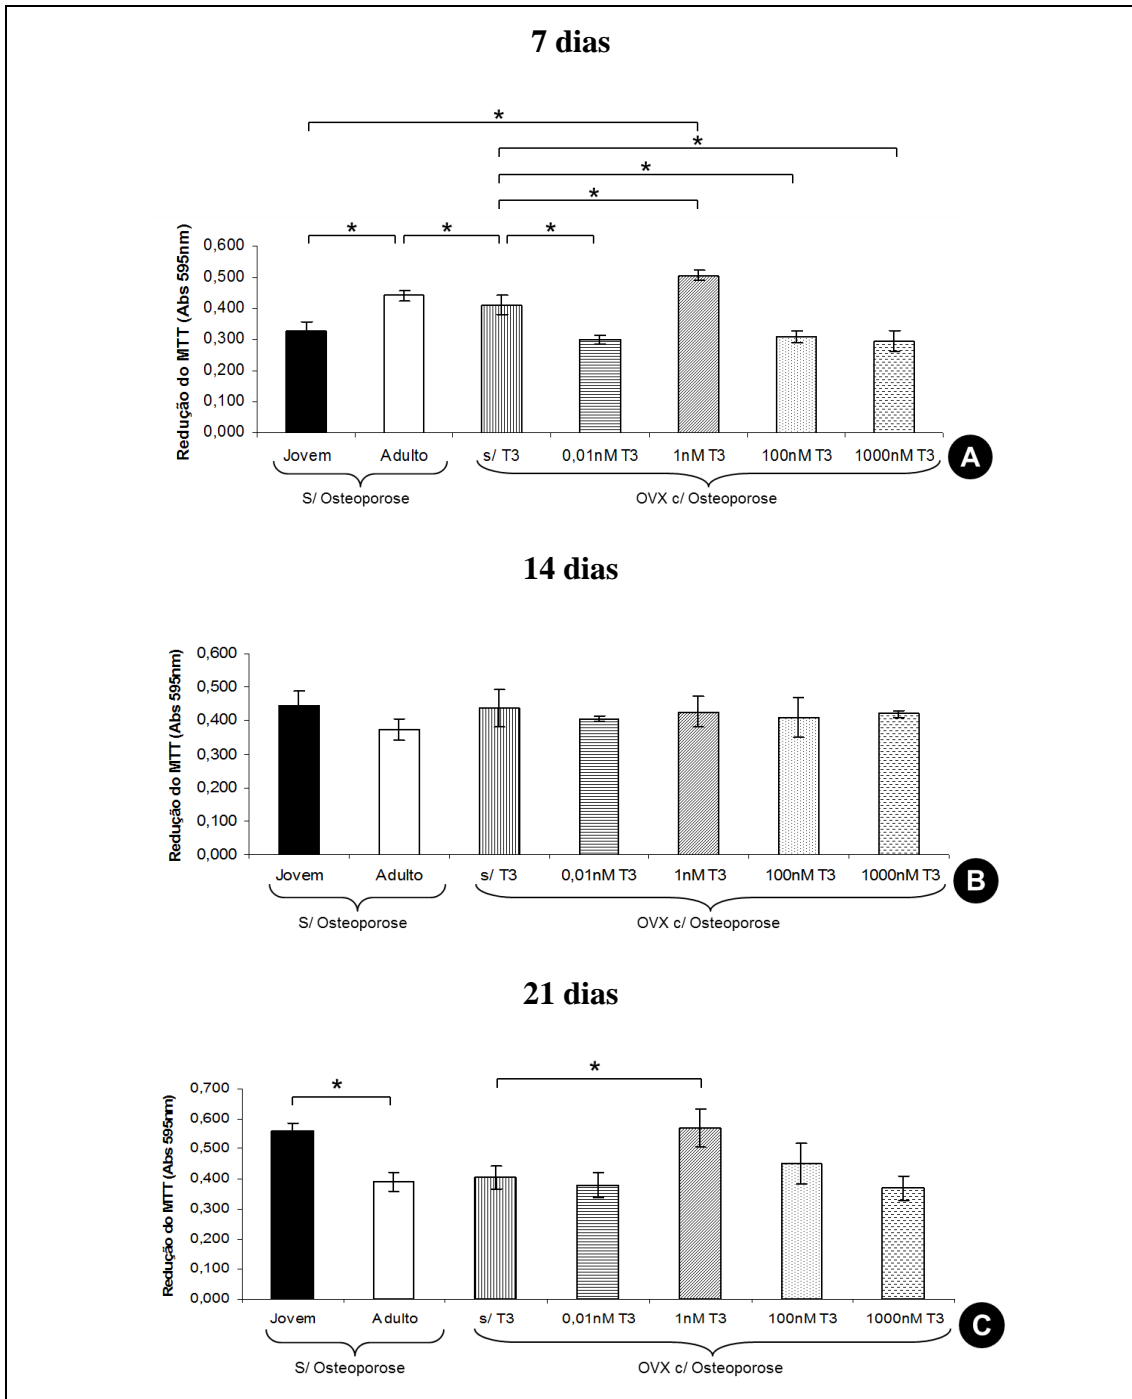 7 dias
*
*
*
*
* * *
Redução do MTT (Abs 595nm)
0,600
0,500
0,400
0,300
0,200
0,100
0,000
Jovem Adulto s/ T3 0,01nM T3 1nM T3 100nM T3 1000nM T3
A
S/ Osteoporose OVX c/ Osteoporose
14 dias
Redução do MTT (Abs 595nm)
0,600
0,500
0,400
0,300
0,200
0,100
0,000
Jovem Adulto s/ T3 0,01nM T3 1nM T3 100nM T3 1000nM T3
B
S/ Osteoporose OVX c/ Osteoporose
21 dias
* *
Redução do MTT (Abs 595nm)
0,700
0,600
0,500
0,400
0,300
0,200
0,100
0,000
Jovem Adulto s/ T3 0,01nM T3 1nM T3 100nM T3 1000nM T3
C
S/ Osteoporose OVX c/ Osteoporose